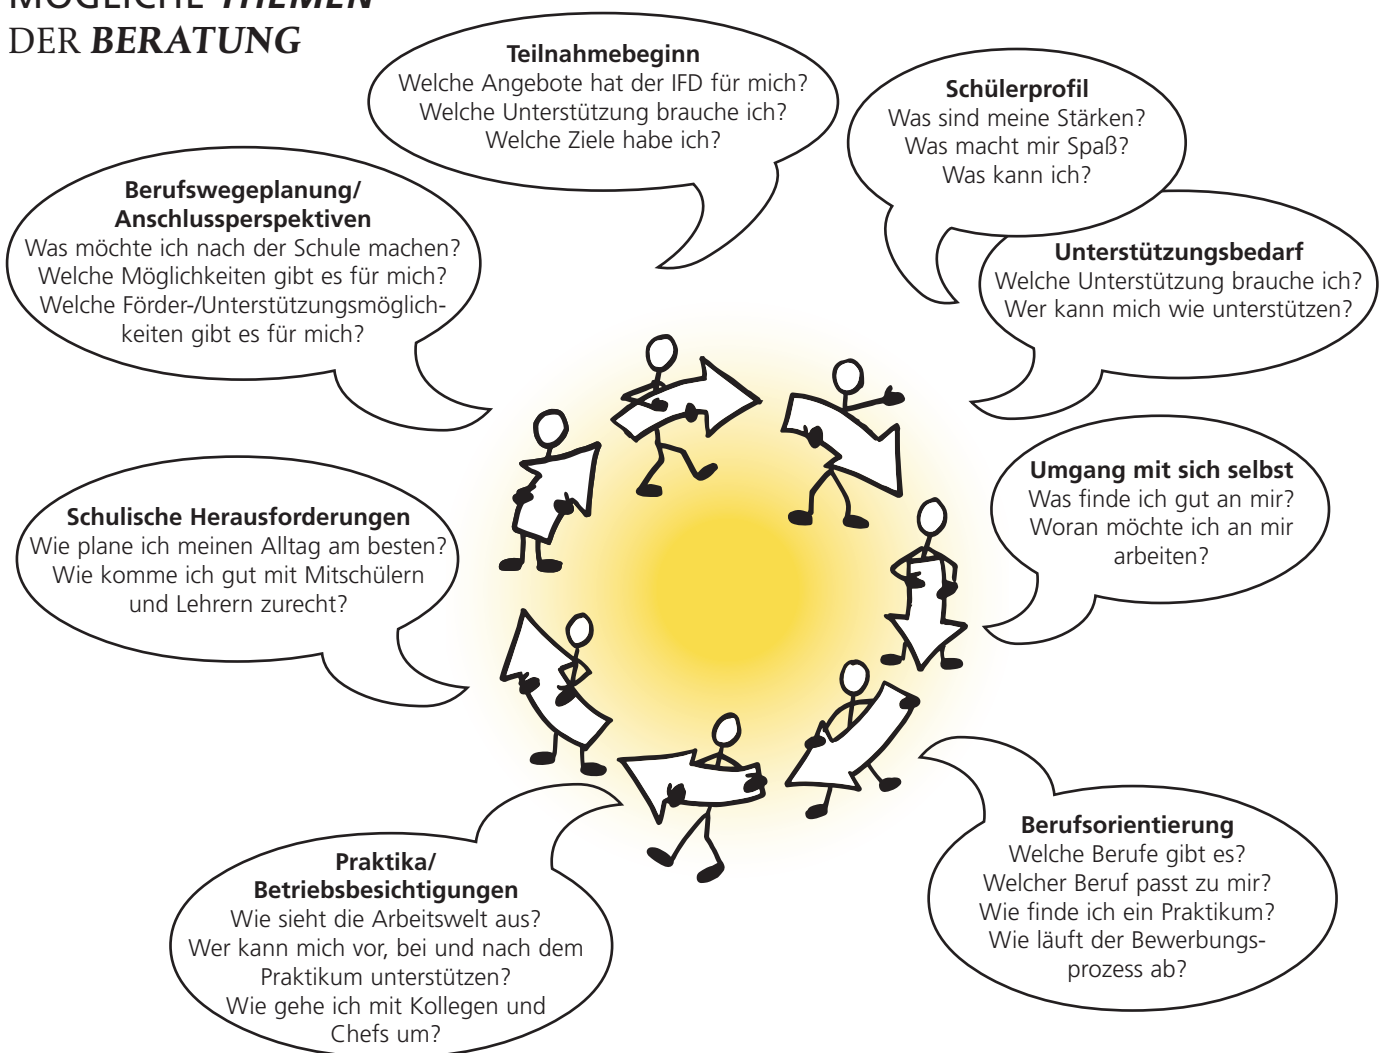 MÖGLICHE THEMEN
DER BERATUNG
Teilnahmebeginn
Welche Angebote hat der IFD für mich?
Welche Unterstützung brauche ich?
Welche Ziele habe ich?
Schülerprofil
Was sind meine Stärken?
Was macht mir Spaß?
Was kann ich?
Unterstützungsbedarf
Welche Unterstützung brauche ich?
Wer kann mich wie unterstützen?
Umgang mit sich selbst
Was finde ich gut an mir?
Woran möchte ich an mir
arbeiten?
Berufsorientierung
Welche Berufe gibt es?
Welcher Beruf passt zu mir?
Wie finde ich ein Praktikum?
Wie läuft der Bewerbungs-
prozess ab?
Praktika/
Betriebsbesichtigungen
Wie sieht die Arbeitswelt aus?
Wer kann mich vor, bei und nach dem
Praktikum unterstützen?
Wie gehe ich mit Kollegen und
Chefs um?
Schulische Herausforderungen
Wie plane ich meinen Alltag am besten?
Wie komme ich gut mit Mitschülern
und Lehrern zurecht?
Berufswegeplanung/
Anschlussperspektiven
Was möchte ich nach der Schule machen?
Welche Möglichkeiten gibt es für mich?
Welche Förder-/Unterstützungsmöglich-
keiten gibt es für mich?